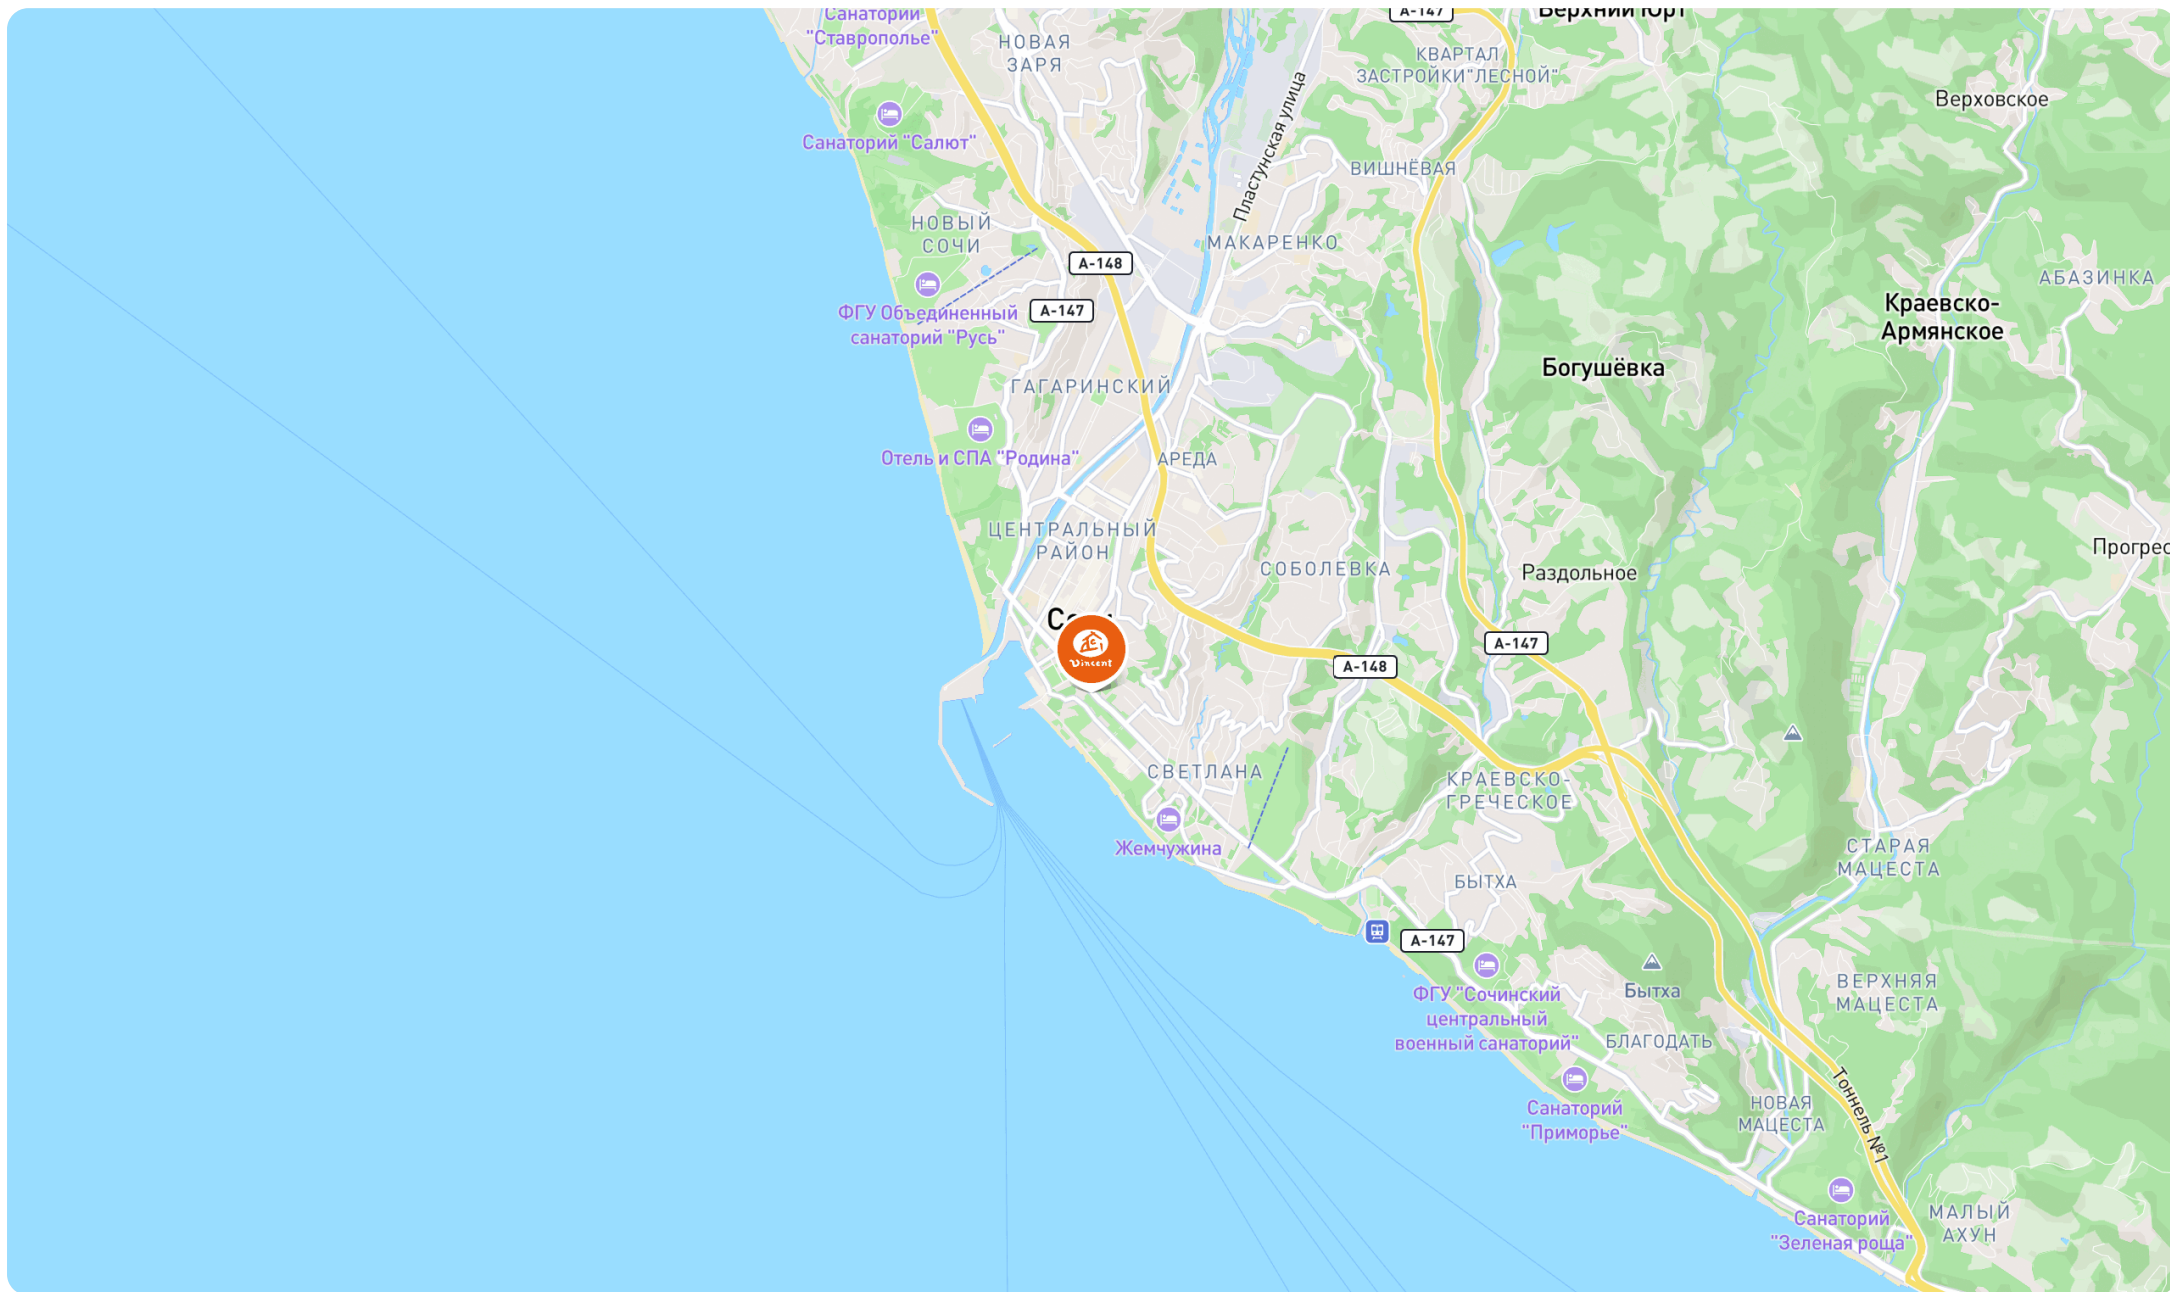 Санаторий
"Ставрополье"
НОВАЯ
ЗАРЯ
А-147
Верхний Юрт
КВАРТАЛ
ЗАСТРОЙКИ"ЛЕСНОЙ"
Верховское
Санаторий "Салют"
Пластунская улица
ВИШНЁВАЯ
НОВЫЙ
СОЧИ
МАКАРЕНКО
А-148
АБАЗИНКА
ФГУ Объединенный
санаторий "Русь"
А-147
Краевско-
Армянское
Богушёвка
ГАГАРИНСКИЙ
Отель и СПА "Родина"
АРЕДА
ЦЕНТРАЛЬНЫЙ
РАЙОН
СОБОЛЕВКА
Раздольное
Прогрес
Vincent
А-148
А-147
СВЕТЛАНА
КРАЕВСКО-
ГРЕЧЕСКОЕ
Жемчужина
СТАРАЯ
МАЦЕСТА
БЫТХА
А-147
ФГУ "Сочинский
центральный
военный санаторий"
Бытха
ВЕРХНЯЯ
МАЦЕСТА
БЛАГОДАТЬ
Санаторий
"Приморье"
НОВАЯ
МАЦЕСТА
Тоннель №1
Санаторий
"Зеленая роща"
МАЛЫЙ
АХУН